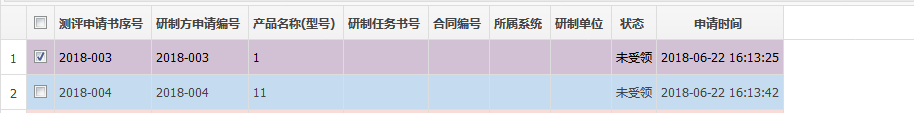 测评申请书序号 研制方申请编号 产品名称(型号) 研制任务书号 合同编号 所属系统 研制单位 状态 申请时间
1 2018-003 2018-003 1 未受领 2018-06-22 16:13:25
2 2018-004 2018-004 11 未受领 2018-06-22 16:13:42